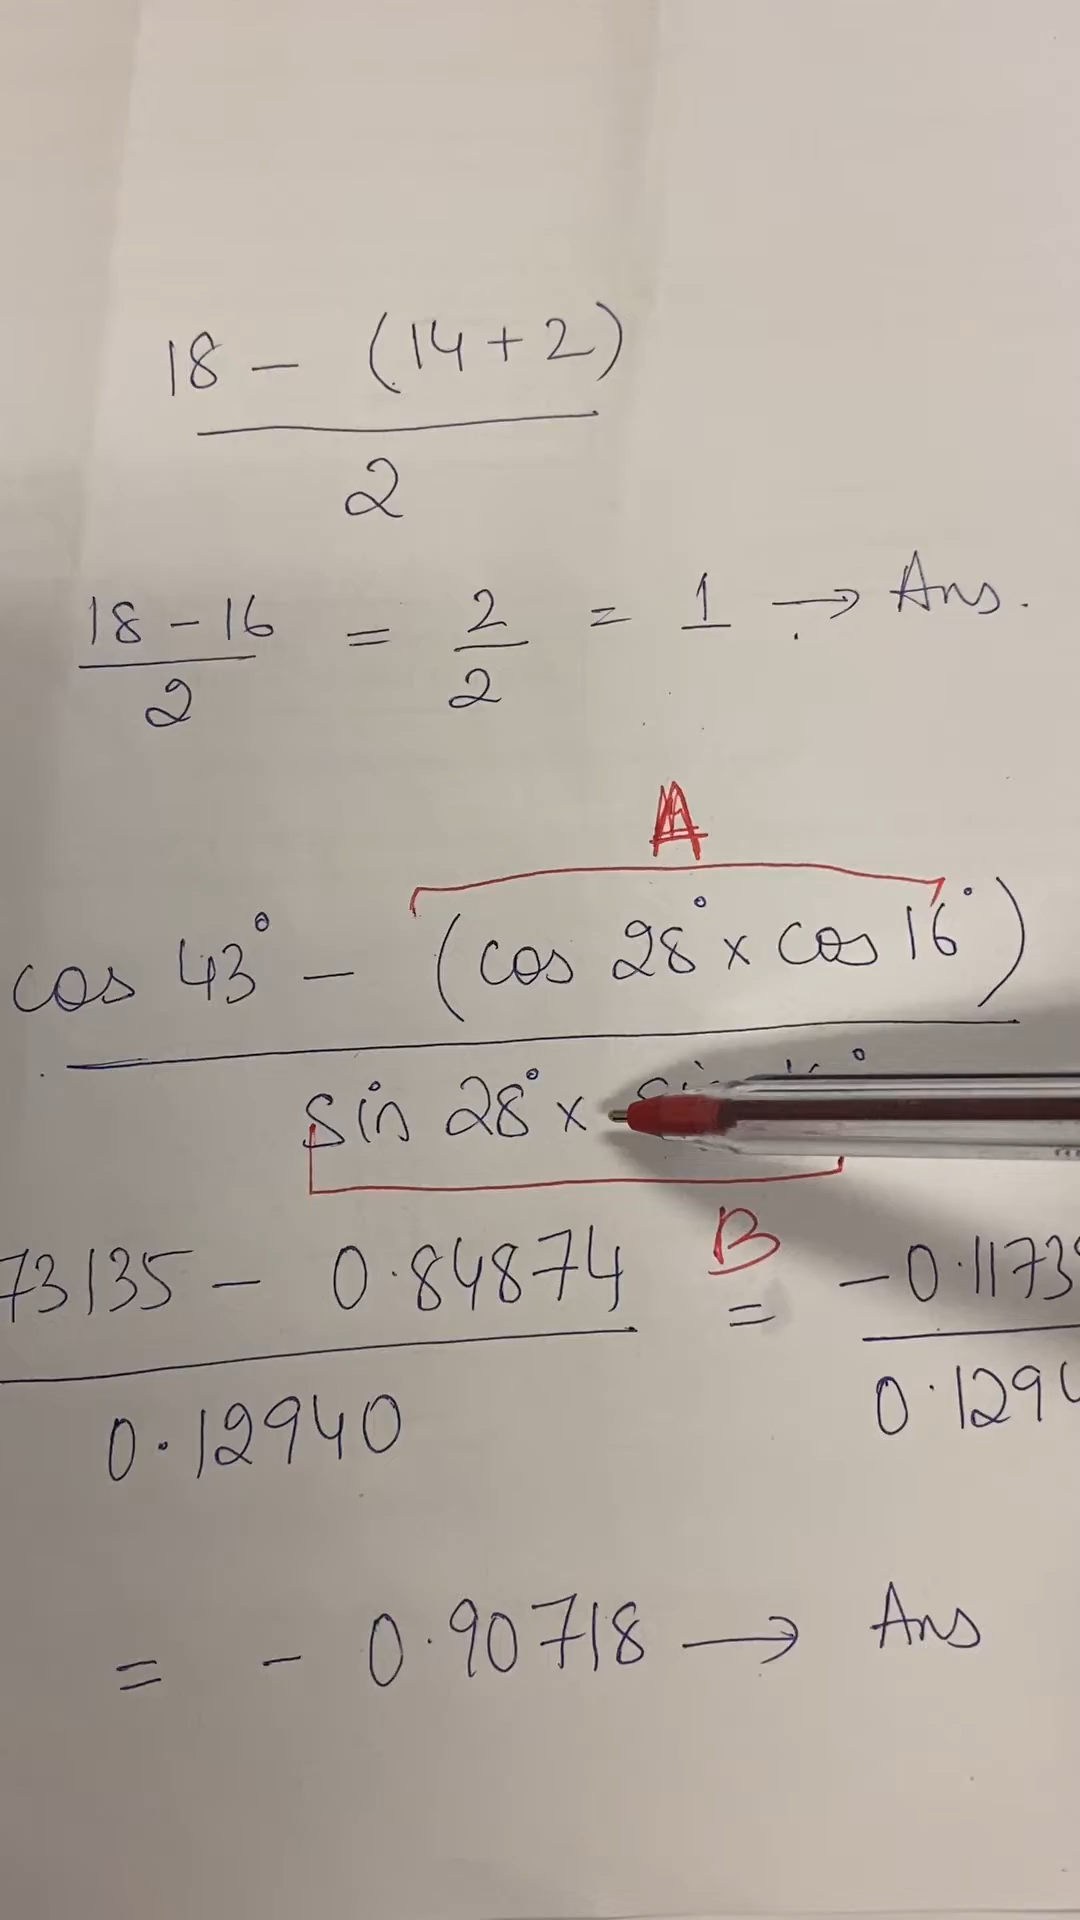 18 - (14+2)
2
18 - 16 = 2 = 1 → Ans.
2 2
A
cos 43° - (cos 28° x cos 16°)
sin 28° x
B
73135 - 0.84874 = -0.1173
0.12940 0.129
= - 0.90718 → Ans